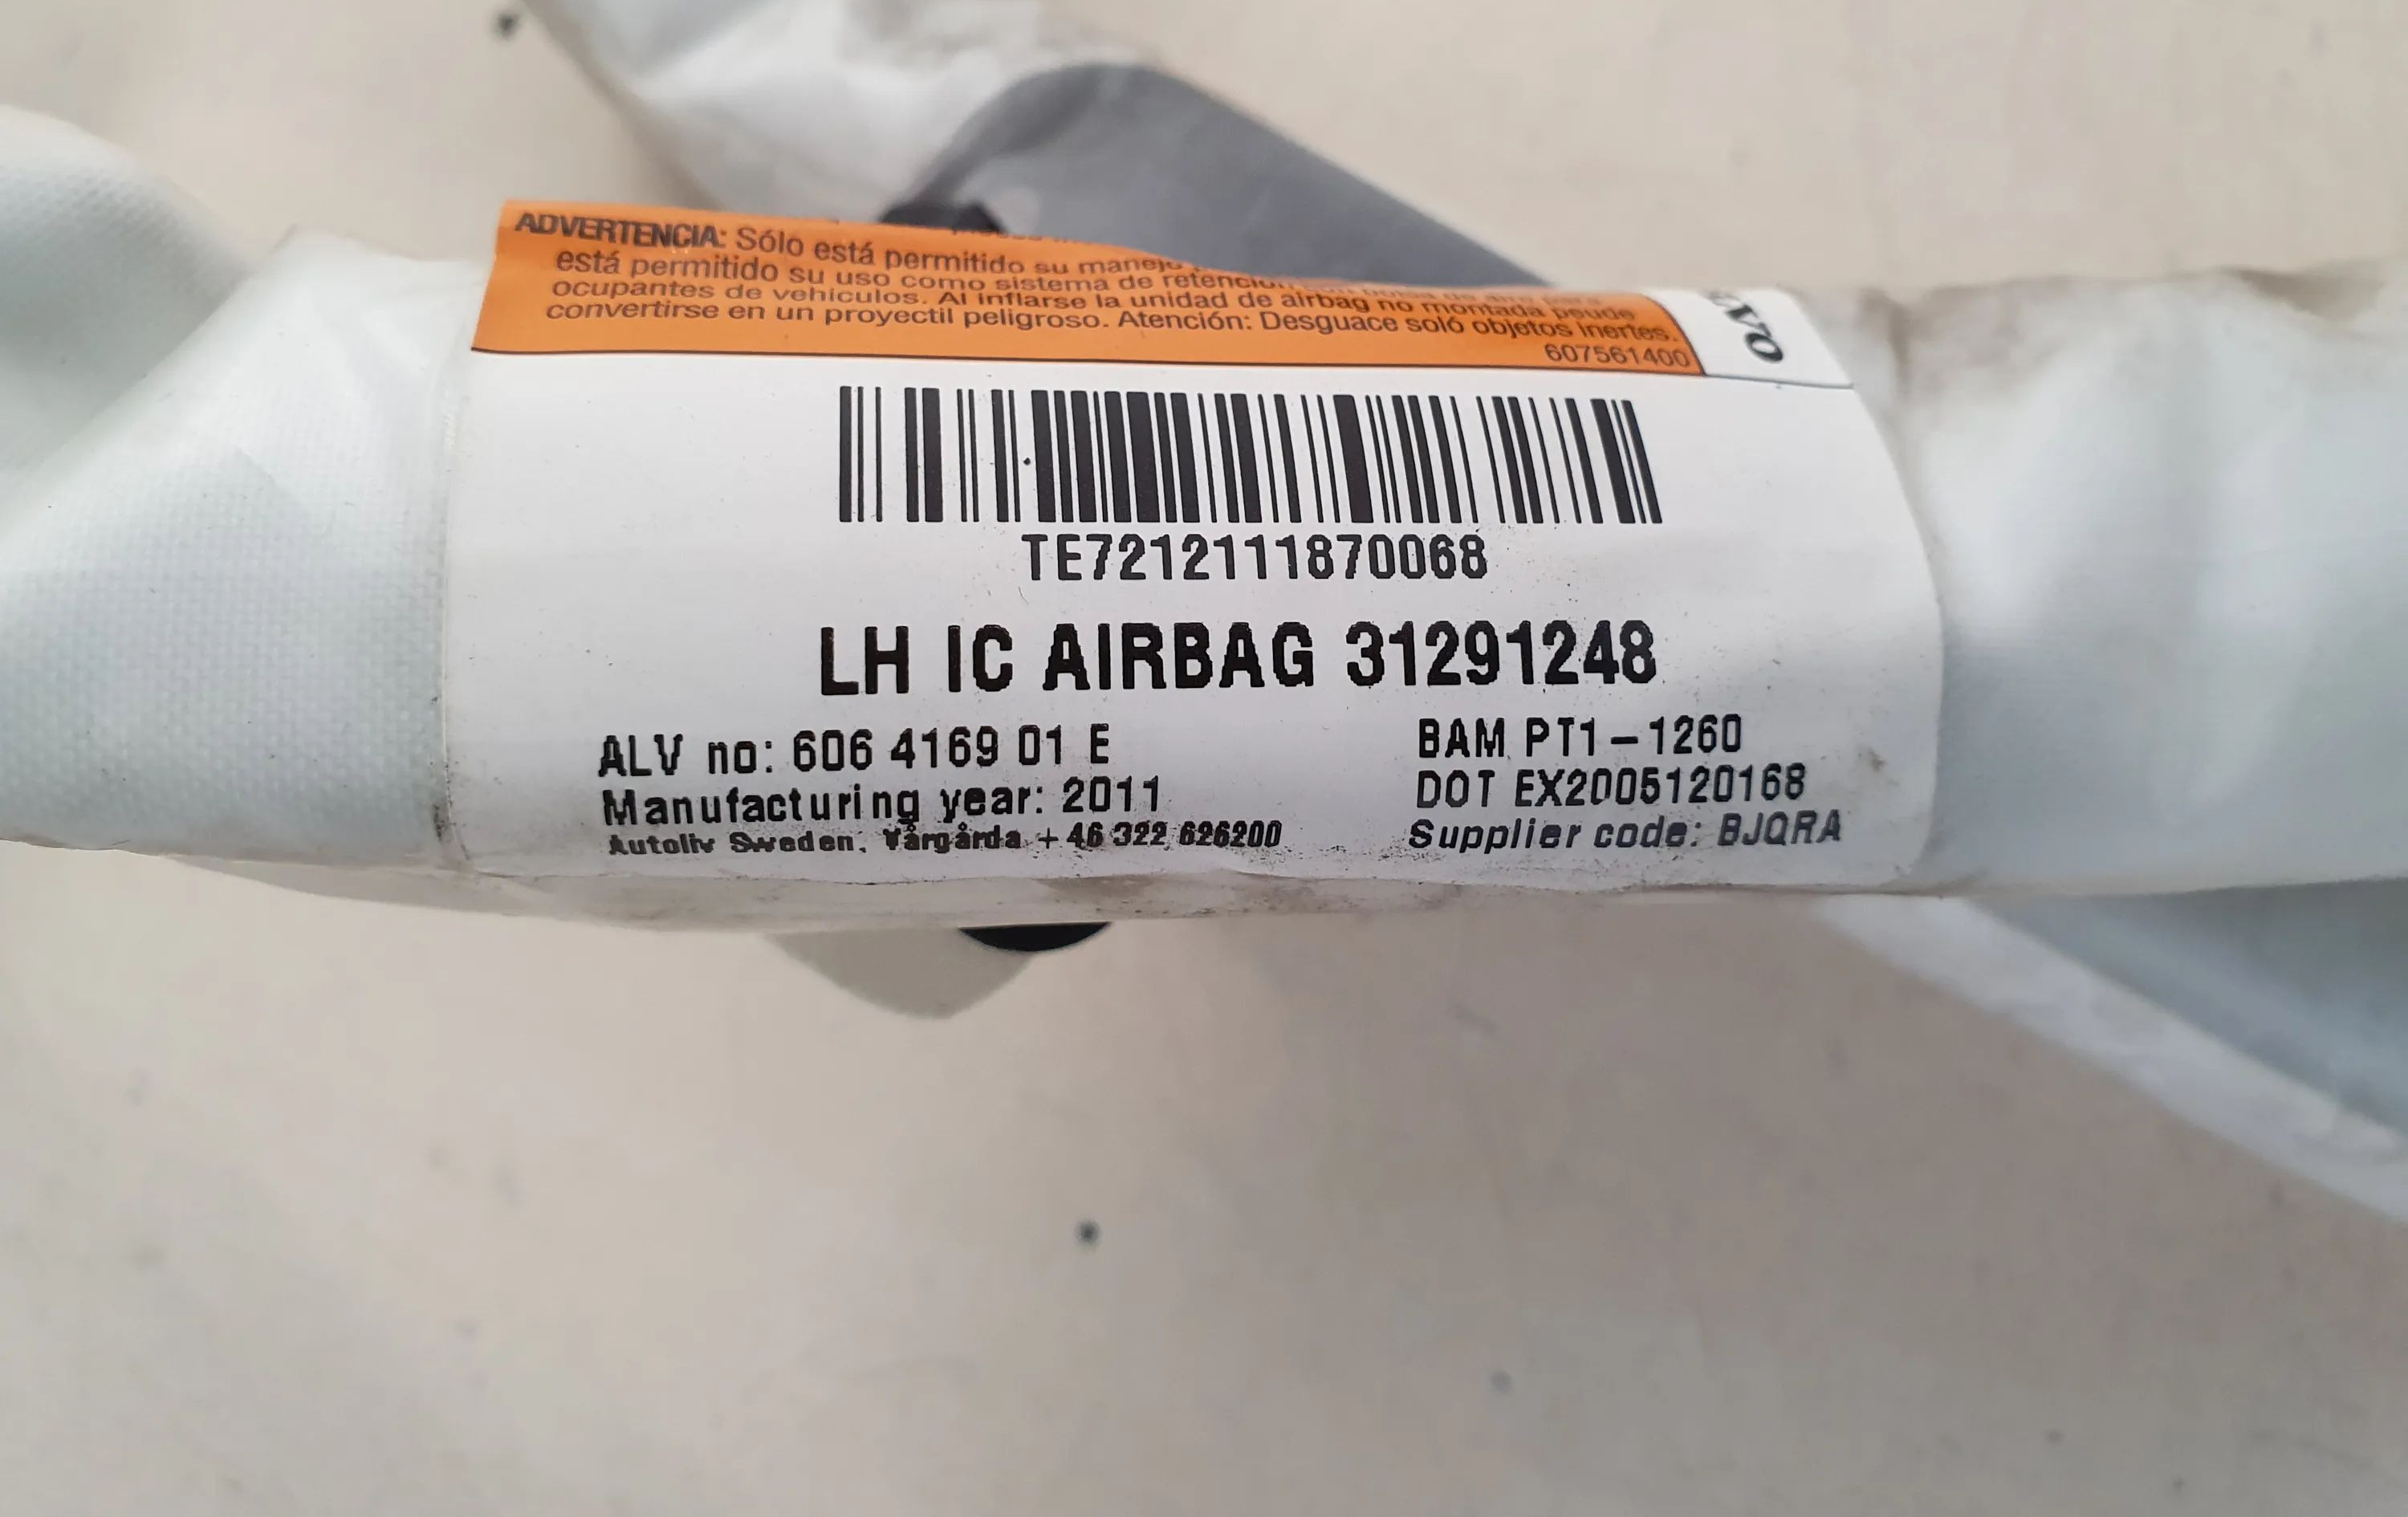 ADVERTENCIA: Sólo está permitido su manejo
está permitido su uso como sistema de retención
ocupantes de vehículos. Al inflarse la unidad de airbag no montada peude
convertirse en un proyectil peligroso. Atención: Desguace soló objetos inertes.
607561400
TE7212111870068
LH IC AIRBAG 31291248
ALV no: 606 4169 01 E
BAM PT1-1260
Manufacturing year: 2011
DOT EX2005120168
Autoliv Sweden, Vårgårda + 46 322 626200
Supplier code: BJQRA